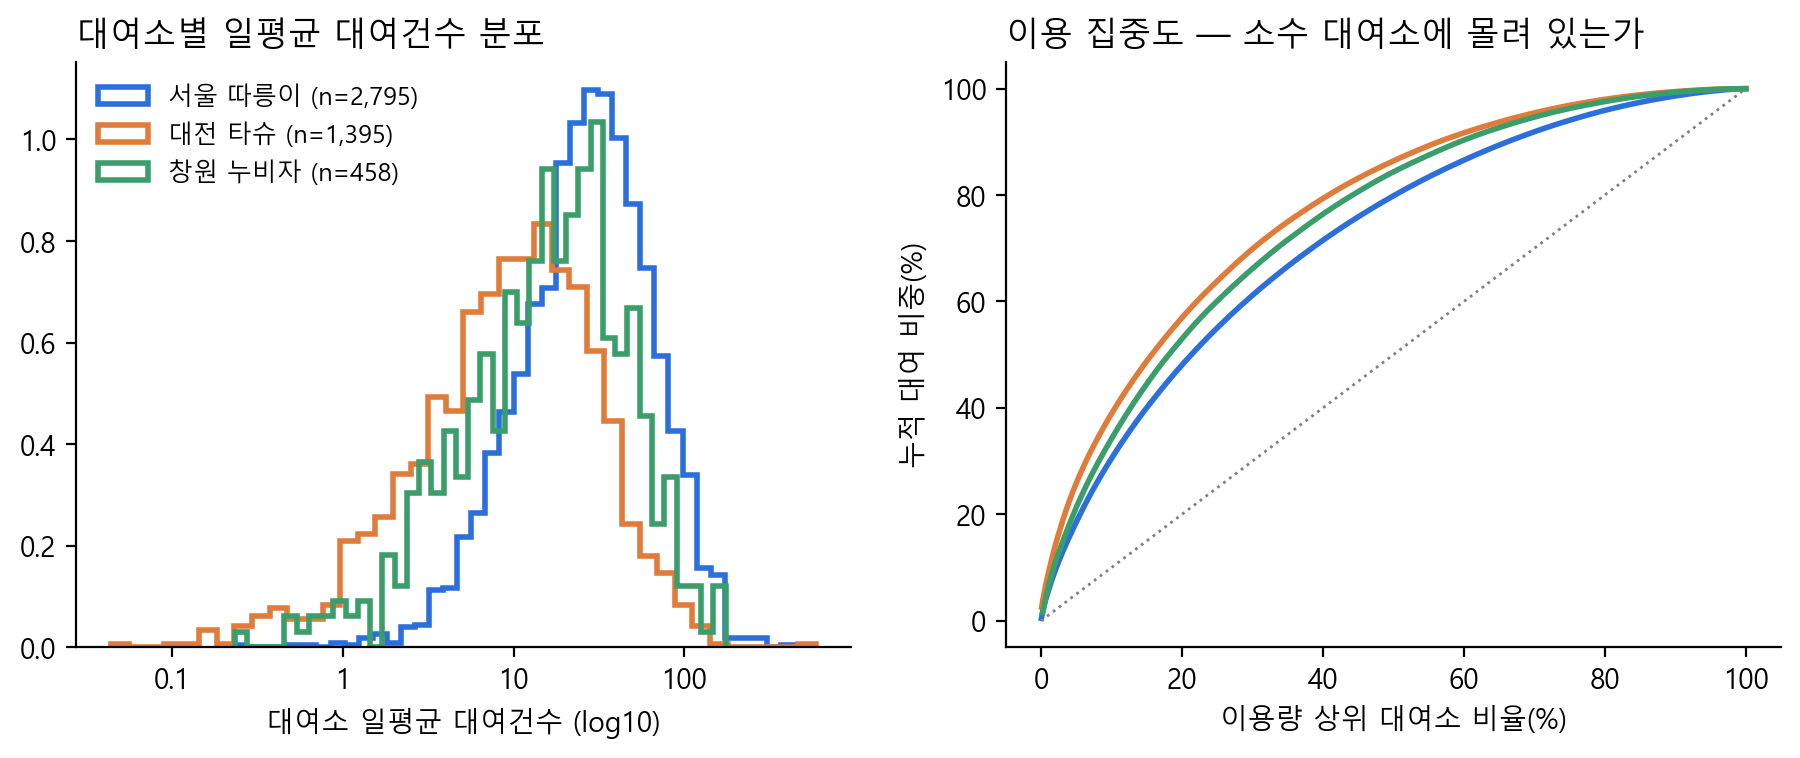 대여소별 일평균 대여건수 분포
서울 따릉이 (n=2,795)
대전 타슈 (n=1,395)
창원 누비자 (n=458)
1.0
0.8
0.6
0.4
0.2
0.0
0.1 1 10 100
대여소 일평균 대여건수 (log10)
이용 집중도 — 소수 대여소에 몰려 있는가
누적 대여 비중(%)
100
80
60
40
20
0
0 20 40 60 80 100
이용량 상위 대여소 비율(%)